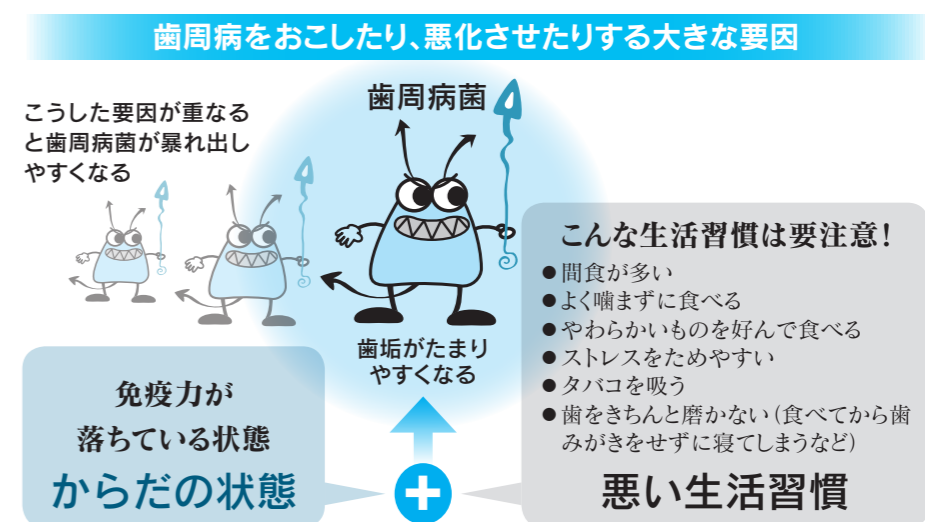 歯周病をおこしたり、悪化させたりする大きな要因
こうした要因が重なる
と歯周病菌が暴れ出し
やすくなる
歯周病菌
歯垢がたまり
やすくなる
免疫力が
落ちている状態
からだの状態
+
こんな生活習慣は要注意!
●間食が多い
●よく噛まずに食べる
●やわらかいものを好んで食べる
●ストレスをためやすい
●タバコを吸う
●歯をきちんと磨かない(食べてから歯
みがきをせずに寝てしまうなど)
悪い生活習慣